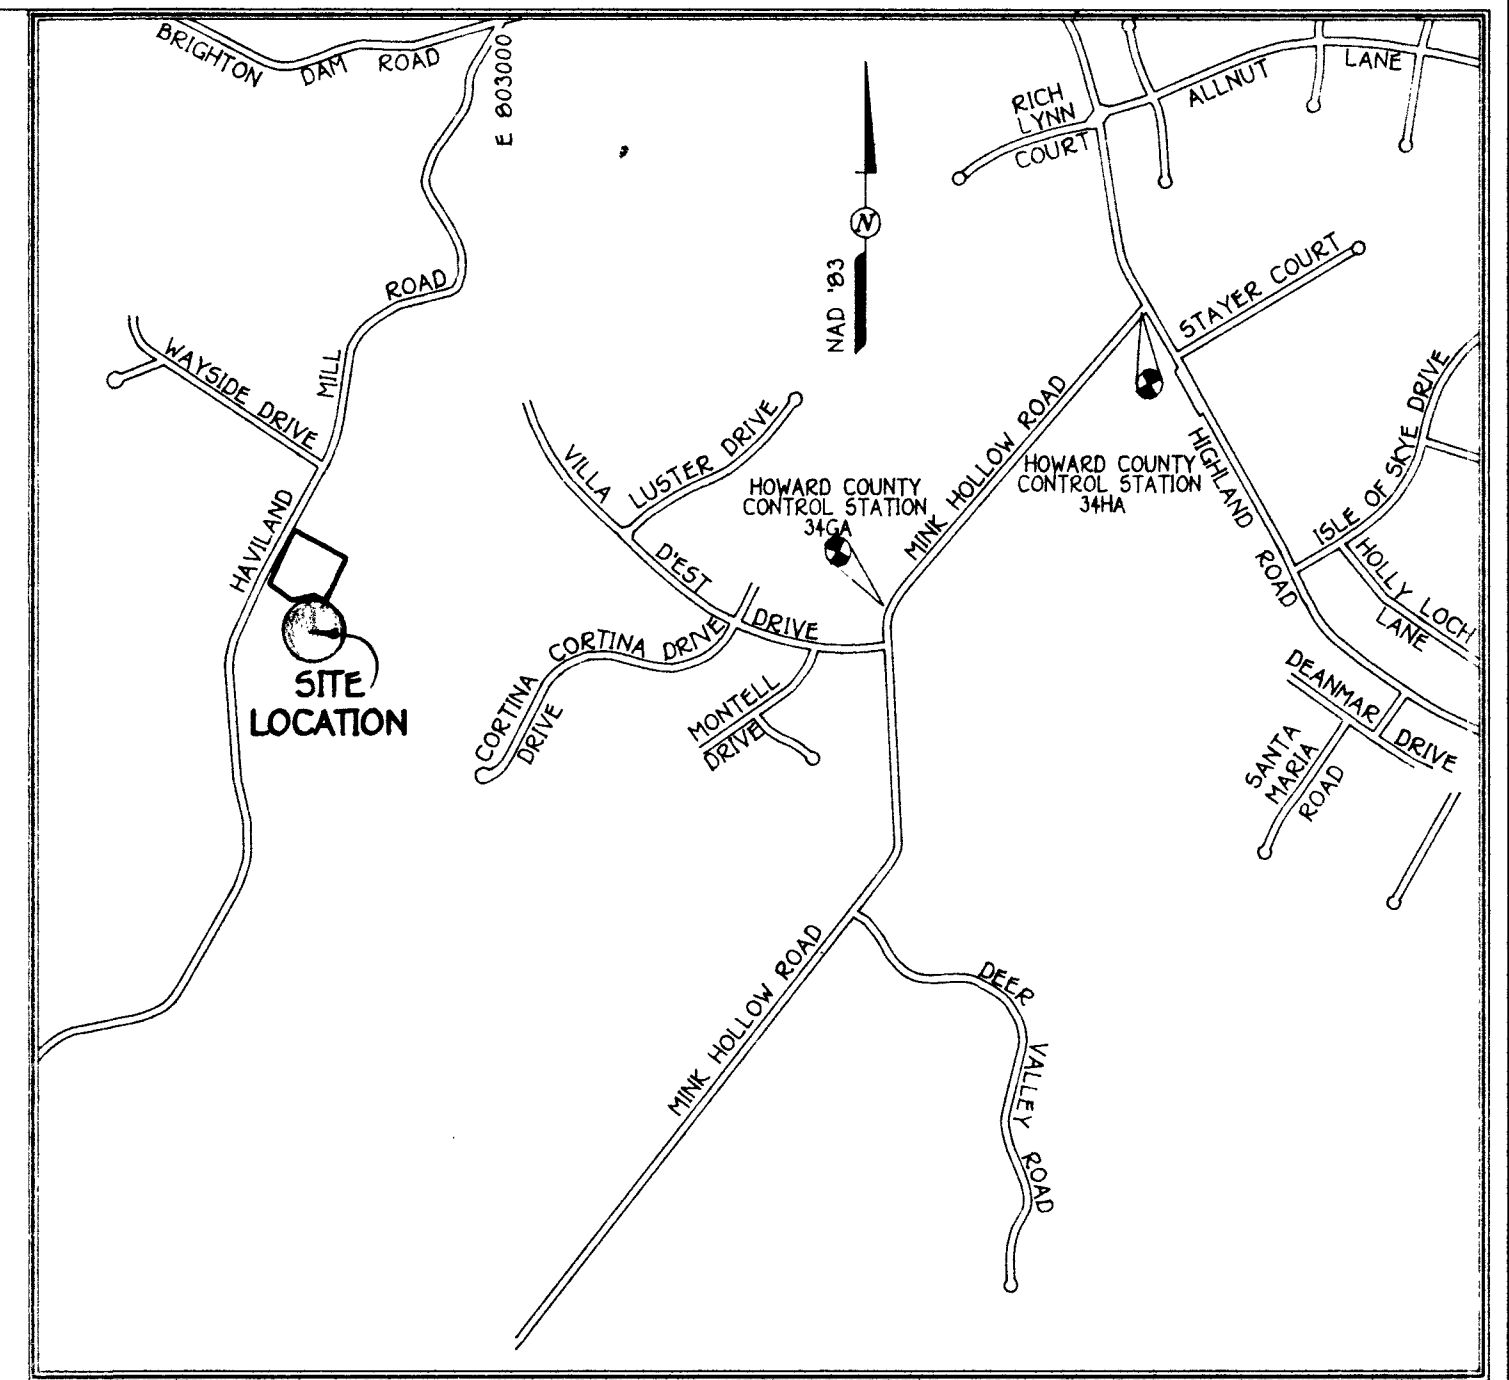 BRIGHTON DAM ROAD
E 803000
RICH
LYNN
COURT
ALLNUT LANE
N
NAD '83
STAYER COURT
HAVILAND MILL ROAD
WAYSIDE DRIVE
VILLA D'EST DRIVE
LUSTER DRIVE
HOWARD COUNTY
CONTROL STATION
34GA
MINK HOLLOW ROAD
HOWARD COUNTY
CONTROL STATION
34HA
HIGHLAND ROAD
ISLE OF SKYE DRIVE
HOLLY LOCH
LANE
SITE
LOCATION
CORTINA DRIVE
CORTINA
DRIVE
MONTELL
DRIVE
DEANMAR DRIVE
SANTA
MARIA
ROAD
MINK HOLLOW ROAD
DEER VALLEY ROAD